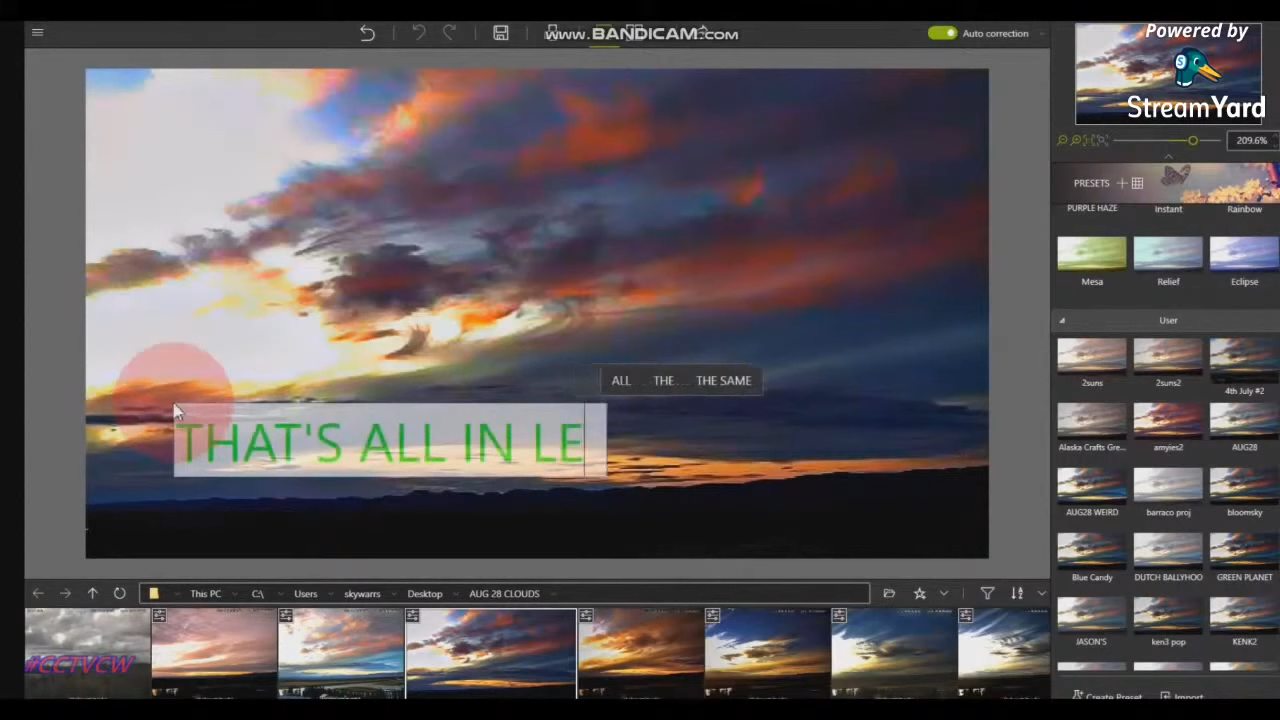 www.BANDICAM.com
Auto correction
Powered by
StreamYard
209.6%
PRESETS
PURPLE HAZE Instant Rainbow
Mesa Relief Eclipse
User
2suns 2suns2 4th July #2
Alaska Crafts Gre... amyies2 AUG28
AUG28 WEIRD barraco proj bloomsky
Blue Candy DUTCH BALLYHOO GREEN PLANET
JASON'S ken3 pop KENK2
Create Preset Import
ALL THE... THE SAME
THAT'S ALL IN LE
This PC C:\ Users skywarrs Desktop AUG 28 CLOUDS
#CCTVCW